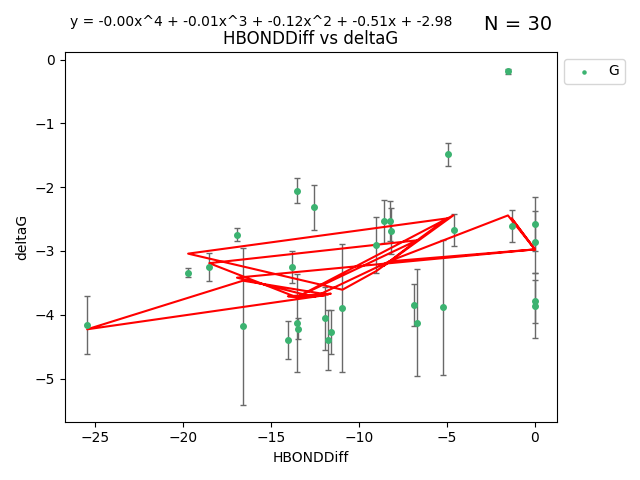 y = -0.00x^4 + -0.01x^3 + -0.12x^2 + -0.51x + -2.98
N = 30
HBONDDiff vs deltaG
G
deltaG
0
−1
−2
−3
−4
−5
−25
−20
−15
−10
−5
0
HBONDDiff